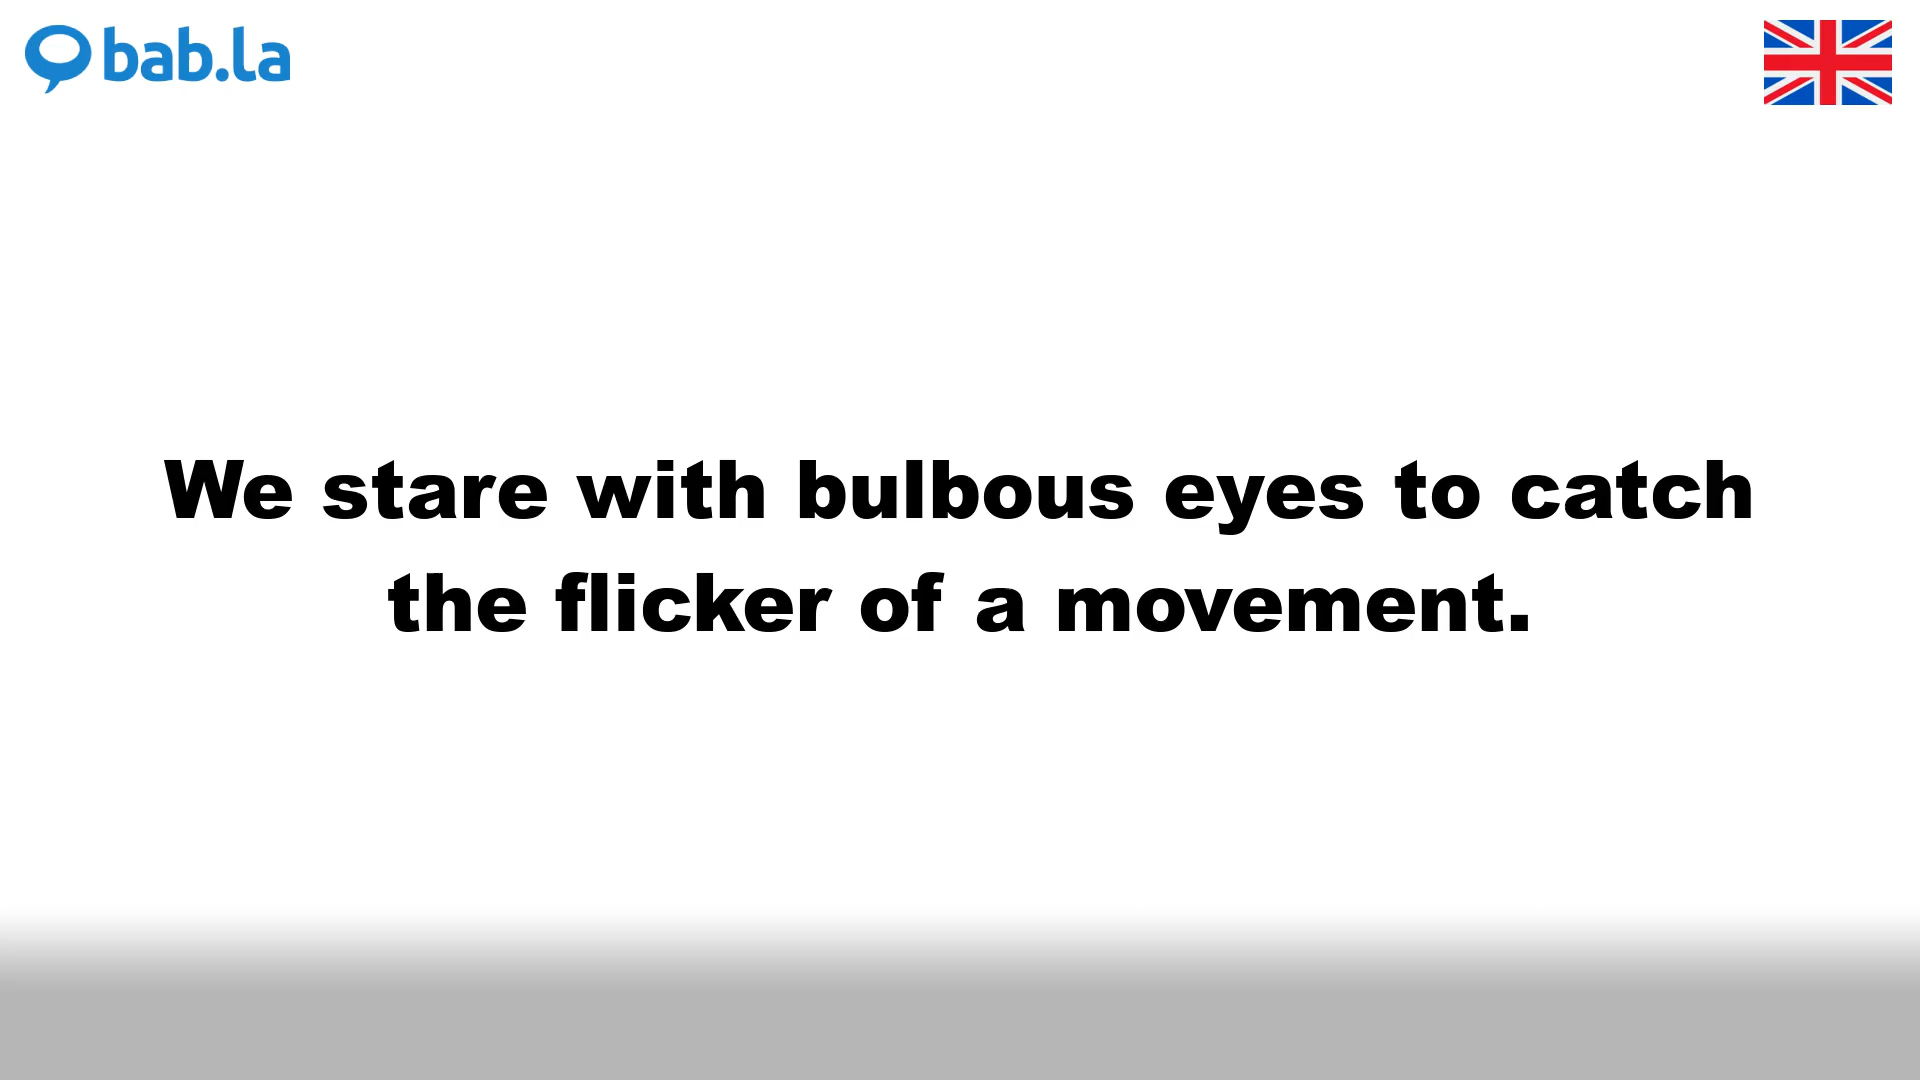 bab.la
We stare with bulbous eyes to catch
the flicker of a movement.